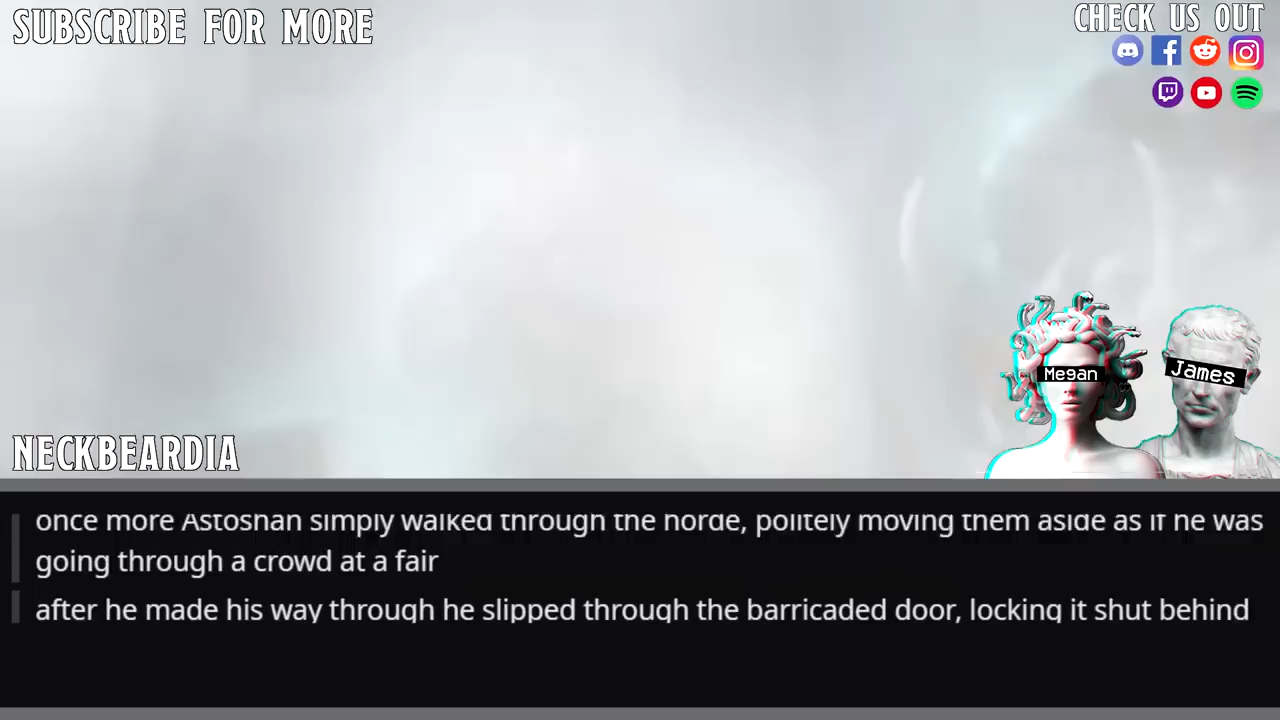 SUBSCRIBE FOR MORE
CHECK US OUT
Megan
James
NECKBEARDIA
once more Astoshan simply walked through the horde, politely moving them aside as if he was
going through a crowd at a fair
after he made his way through he slipped through the barricaded door, locking it shut behind